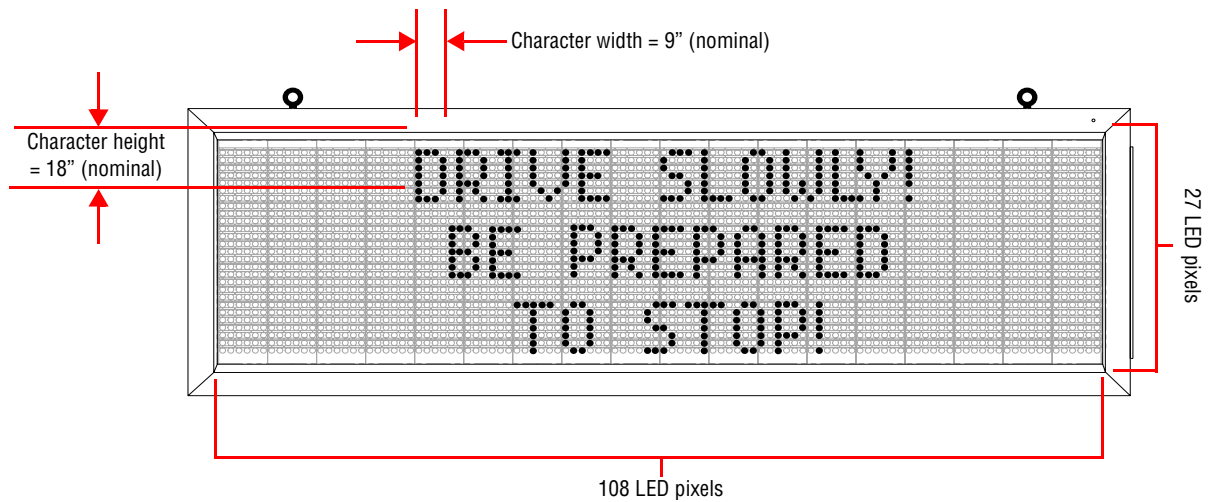 Character width = 9” (nominal)
Character height
= 18” (nominal)
DRIVE SLOWLY!
BE PREPARED
TO STOP!
27 LED pixels
108 LED pixels